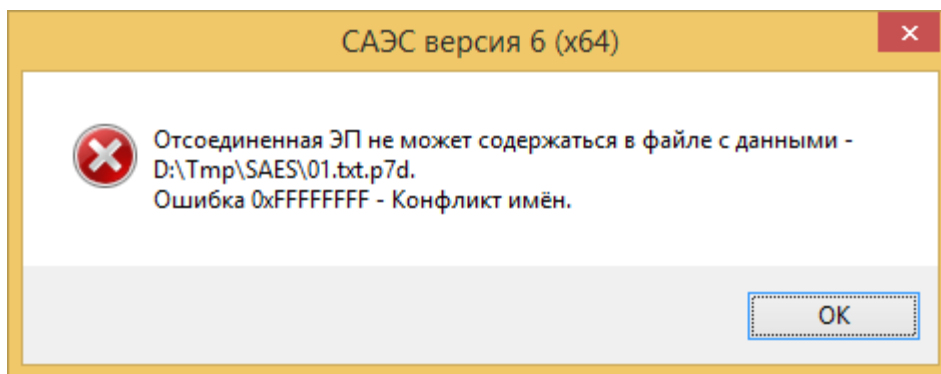 САЭС версия 6 (x64)
Отсоединенная ЭП не может содержаться в файле с данными -
D:\Tmp\SAES\01.txt.p7d.
Ошибка 0xFFFFFFFF - Конфликт имён.
ОК